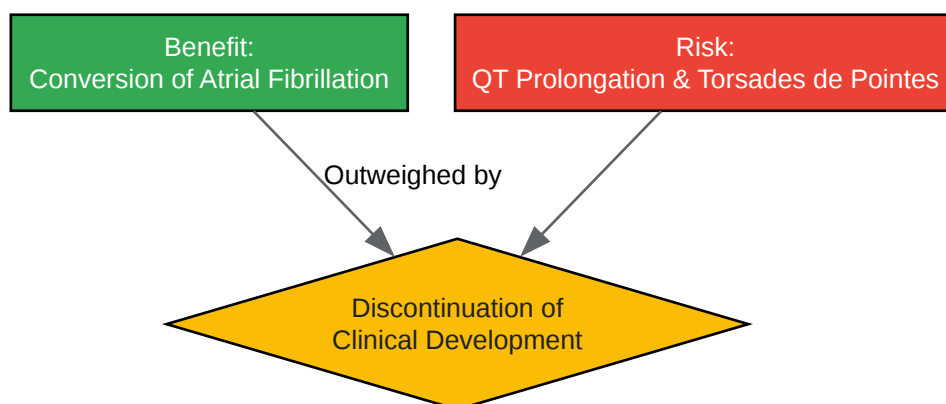 Benefit:
Conversion of Atrial Fibrillation
Risk:
QT Prolongation & Torsades de Pointes
Outweighed by
Discontinuation of
Clinical Development